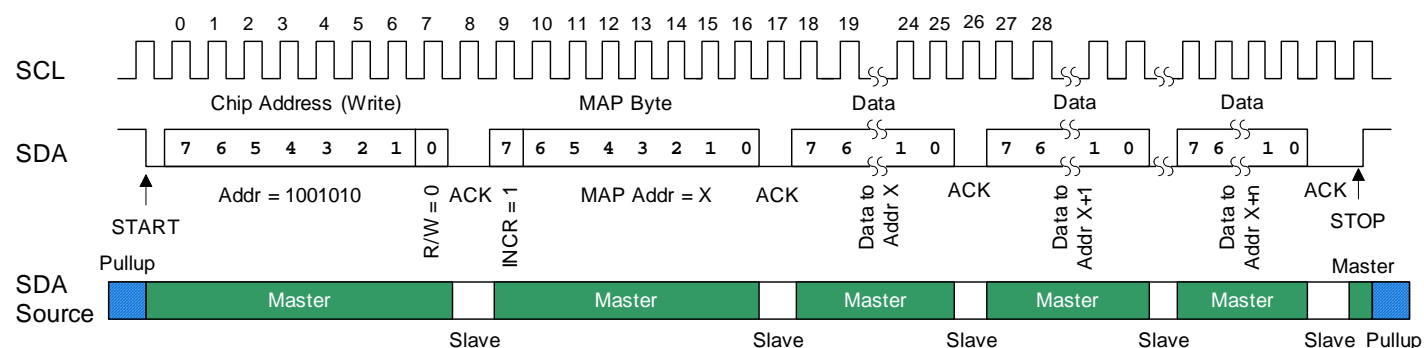 0 1 2 3 4 5 6 7 8 9 10 11 12 13 14 15 16 17 18 19 24 25 26 27 28
SCL
Chip Address (Write) MAP Byte Data Data Data
SDA 7 6 5 4 3 2 1 0 7 6 5 4 3 2 1 0 7 6 1 0 7 6 1 0 7 6 1 0
Addr = 1001010 R/W = 0 ACK INCR = 1 MAP Addr = X ACK Data to Addr X ACK Data to Addr X+1 Data to Addr X+n ACK
START STOP
Pullup Master
SDA Source
Master Master Master Master Master
Slave Slave Slave Slave Slave Pullup